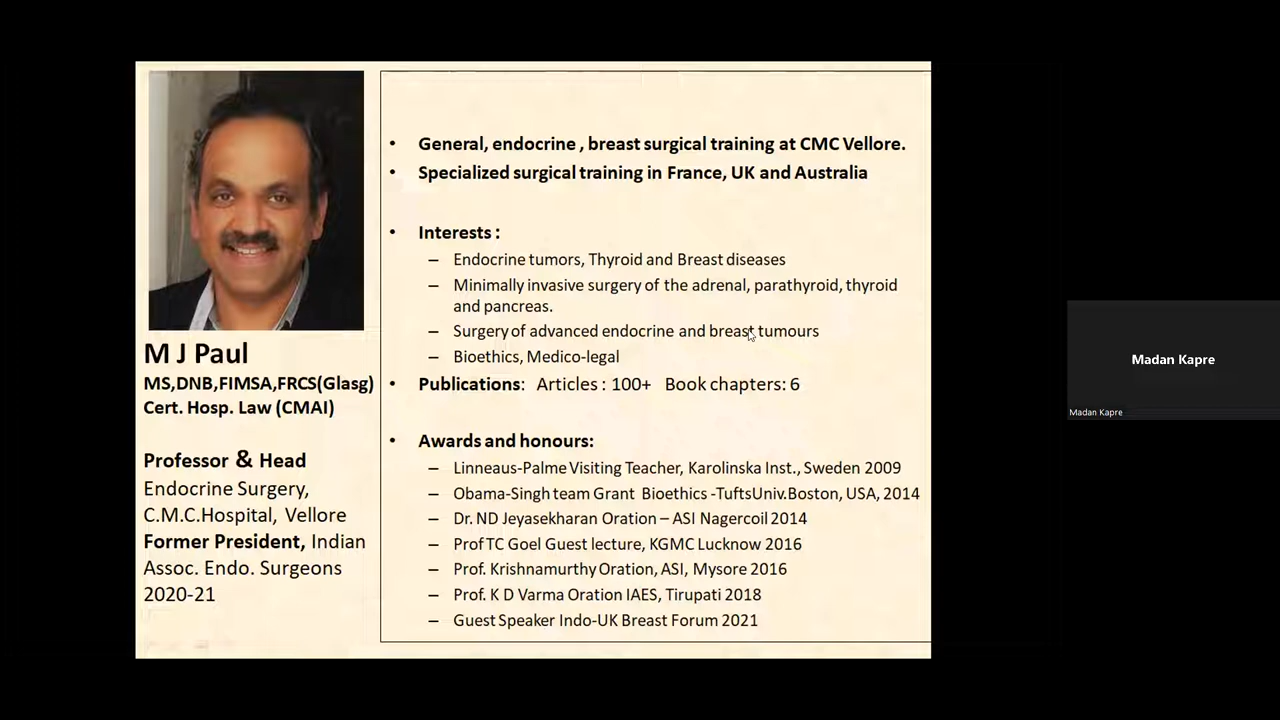 M J Paul
MS,DNB,FIMSA,FRCS(Glasg)
Cert. Hosp. Law (CMAI)
Professor & Head
Endocrine Surgery,
C.M.C.Hospital, Vellore
Former President, Indian
Assoc. Endo. Surgeons
2020-21
• General, endocrine , breast surgical training at CMC Vellore.
• Specialized surgical training in France, UK and Australia
• Interests :
– Endocrine tumors, Thyroid and Breast diseases
– Minimally invasive surgery of the adrenal, parathyroid, thyroid
and pancreas.
– Surgery of advanced endocrine and breast tumours
– Bioethics, Medico-legal
• Publications: Articles : 100+ Book chapters: 6
• Awards and honours:
– Linneaus-Palme Visiting Teacher, Karolinska Inst., Sweden 2009
– Obama-Singh team Grant Bioethics -TuftsUniv.Boston, USA, 2014
– Dr. ND Jeyasekharan Oration – ASI Nagercoil 2014
– Prof TC Goel Guest lecture, KGMC Lucknow 2016
– Prof. Krishnamurthy Oration, ASI, Mysore 2016
– Prof. K D Varma Oration IAES, Tirupati 2018
– Guest Speaker Indo-UK Breast Forum 2021
Madan Kapre
Madan Kapre